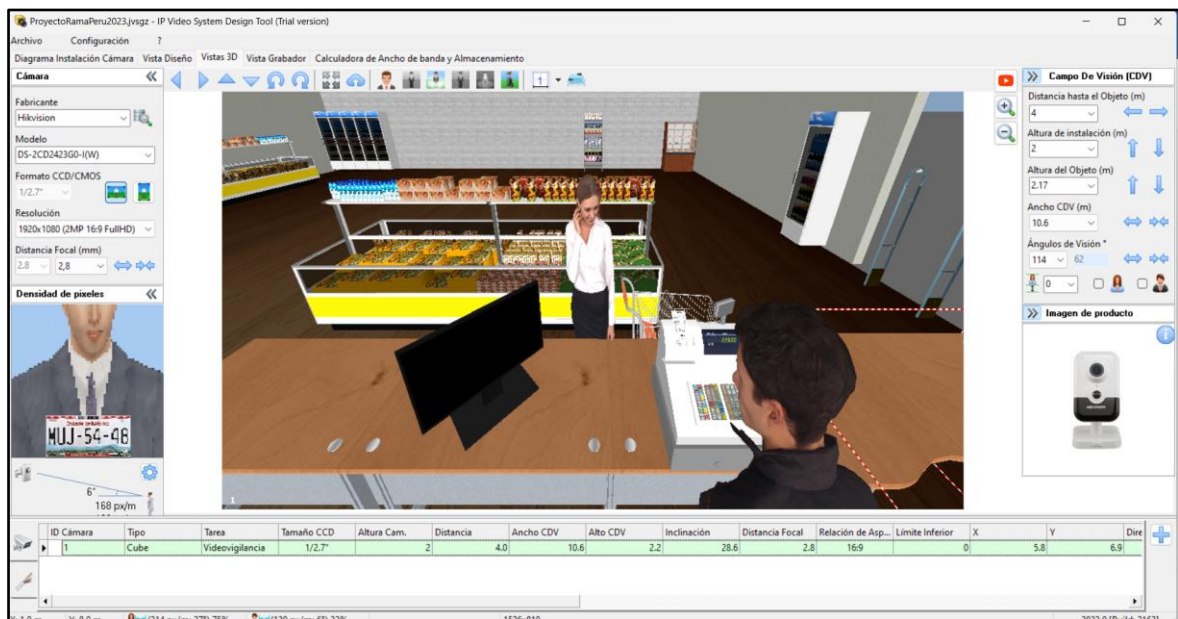 ProyectoRamaPeru2023.jvsgz - IP Video System Design Tool (Trial version)
Archivo Configuración ?
Diagrama Instalación Cámara Vista Diseño Vistas 3D Vista Grabador Calculadora de Ancho de banda y Almacenamiento
Cámara
Fabricante
Hikvision
Modelo
DS-2CD2423G0-I(W)
Formato CCD/CMOS
1/2.7"
Resolución
1920x1080 (2MP 16:9 FullHD)
Distancia Focal (mm)
2.8 2,8
Densidad de píxeles
MUJ-54-48
6°
168 px/m
1
1
Campo De Visión (CDV)
Distancia hasta el Objeto (m)
4
Altura de instalación (m)
2
Altura del Objeto (m)
2.17
Ancho CDV (m)
10.6
Ángulos de Visión *
114 62
0
Imagen de producto
ID Cámara Tipo Tarea Tamaño CCD Altura Cam. Distancia Ancho CDV Alto CDV Inclinación Distancia Focal Relación de Asp... Límite Inferior X Y Dire
1 Cube Videovigilancia 1/2.7" 2 4.0 10.6 2.2 28.6 2.8 16:9 0 5.8 6.9